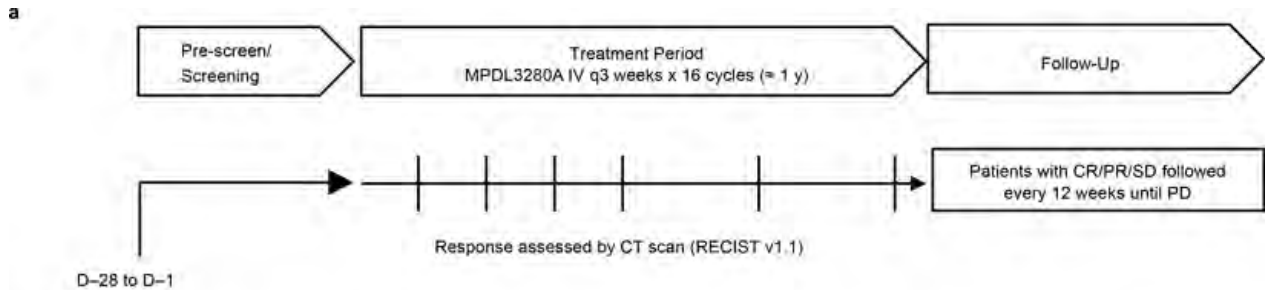 a
Pre-screen/
Screening
Treatment Period
MPDL3280A IV q3 weeks x 16 cycles (≈ 1 y)
Follow-Up
Patients with CR/PR/SD followed
every 12 weeks until PD
Response assessed by CT scan (RECIST v1.1)
D–28 to D–1